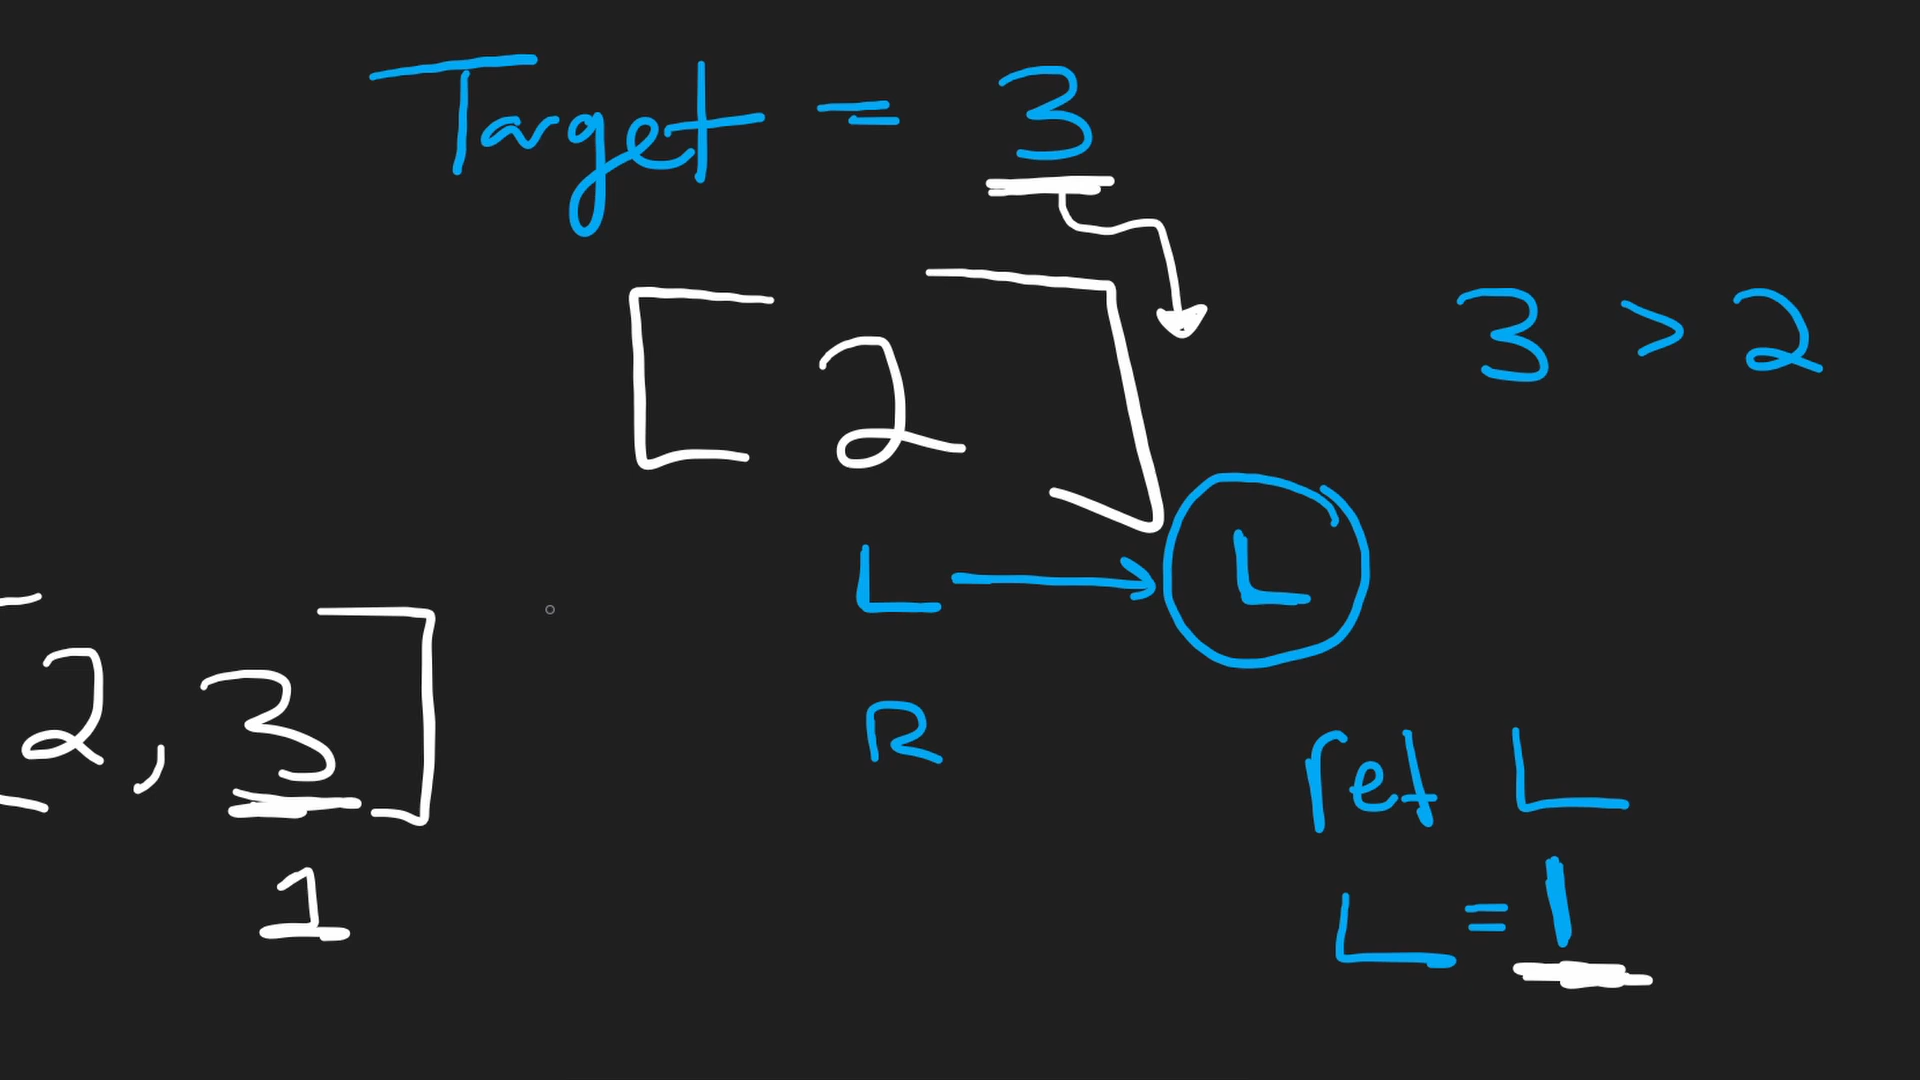 Target = 3
[ 2 ]
3 > 2
L → L
R
2, 3 ]
1
ret L
L = 1